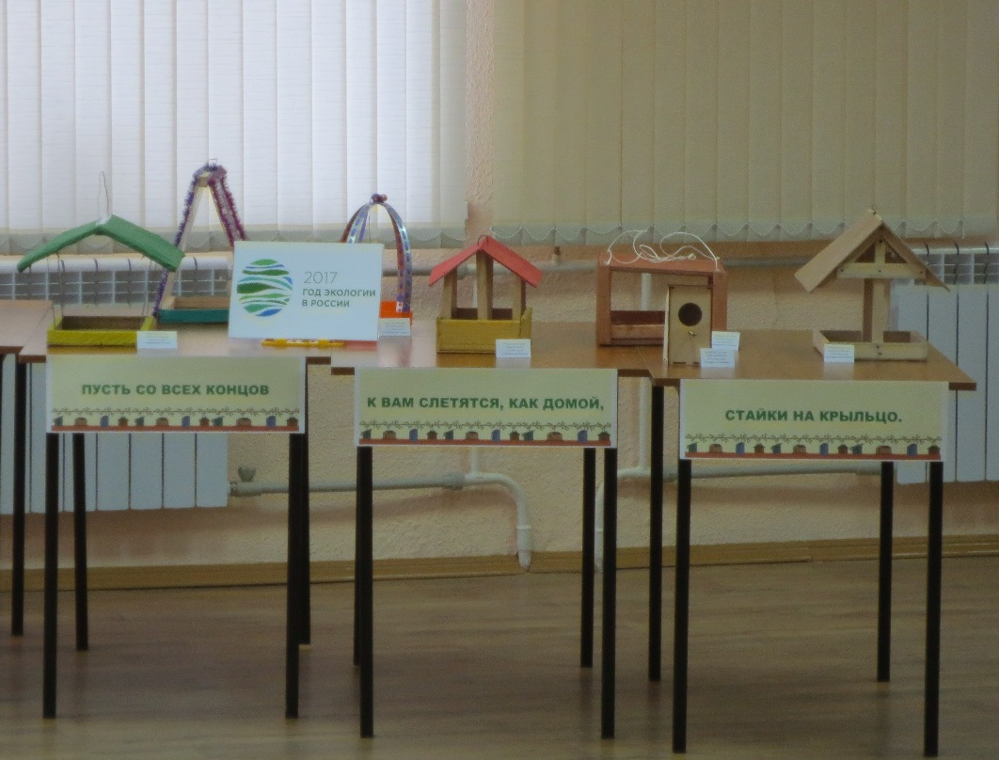 2017
ГОД ЭКОЛОГИИ
В РОССИИ
ПУСТЬ СО ВСЕХ КОНЦОВ
К ВАМ СЛЕТЯТСЯ, КАК ДОМОЙ,
СТАЙКИ НА КРЫЛЬЦО.